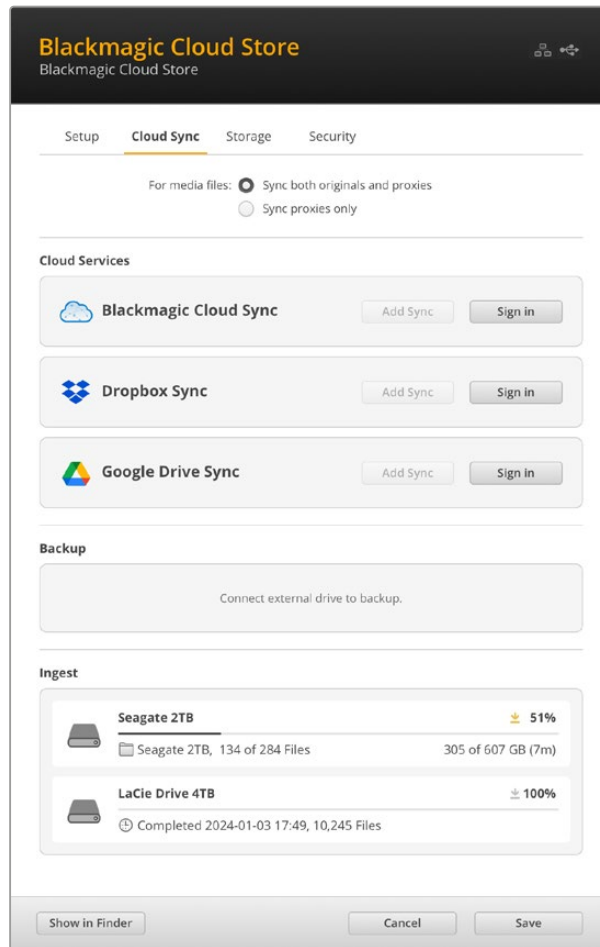 Blackmagic Cloud Store
Blackmagic Cloud Store
Setup Cloud Sync Storage Security
For media files: Sync both originals and proxies
Sync proxies only
Cloud Services
Blackmagic Cloud Sync Add Sync Sign in
Dropbox Sync Add Sync Sign in
Google Drive Sync Add Sync Sign in
Backup
Connect external drive to backup.
Ingest
Seagate 2TB 51%
Seagate 2TB, 134 of 284 Files 305 of 607 GB (7m)
LaCie Drive 4TB 100%
Completed 2024-01-03 17:49, 10,245 Files
Show in Finder Cancel Save